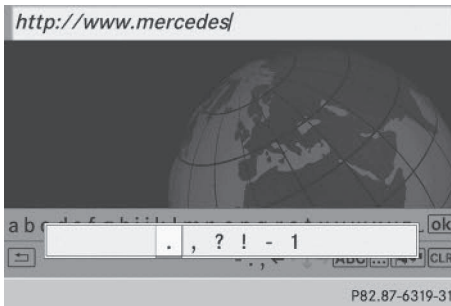 http://www.mercedes
. , ? ! - 1
ok
ABC ... CLR
P82.87-6319-31